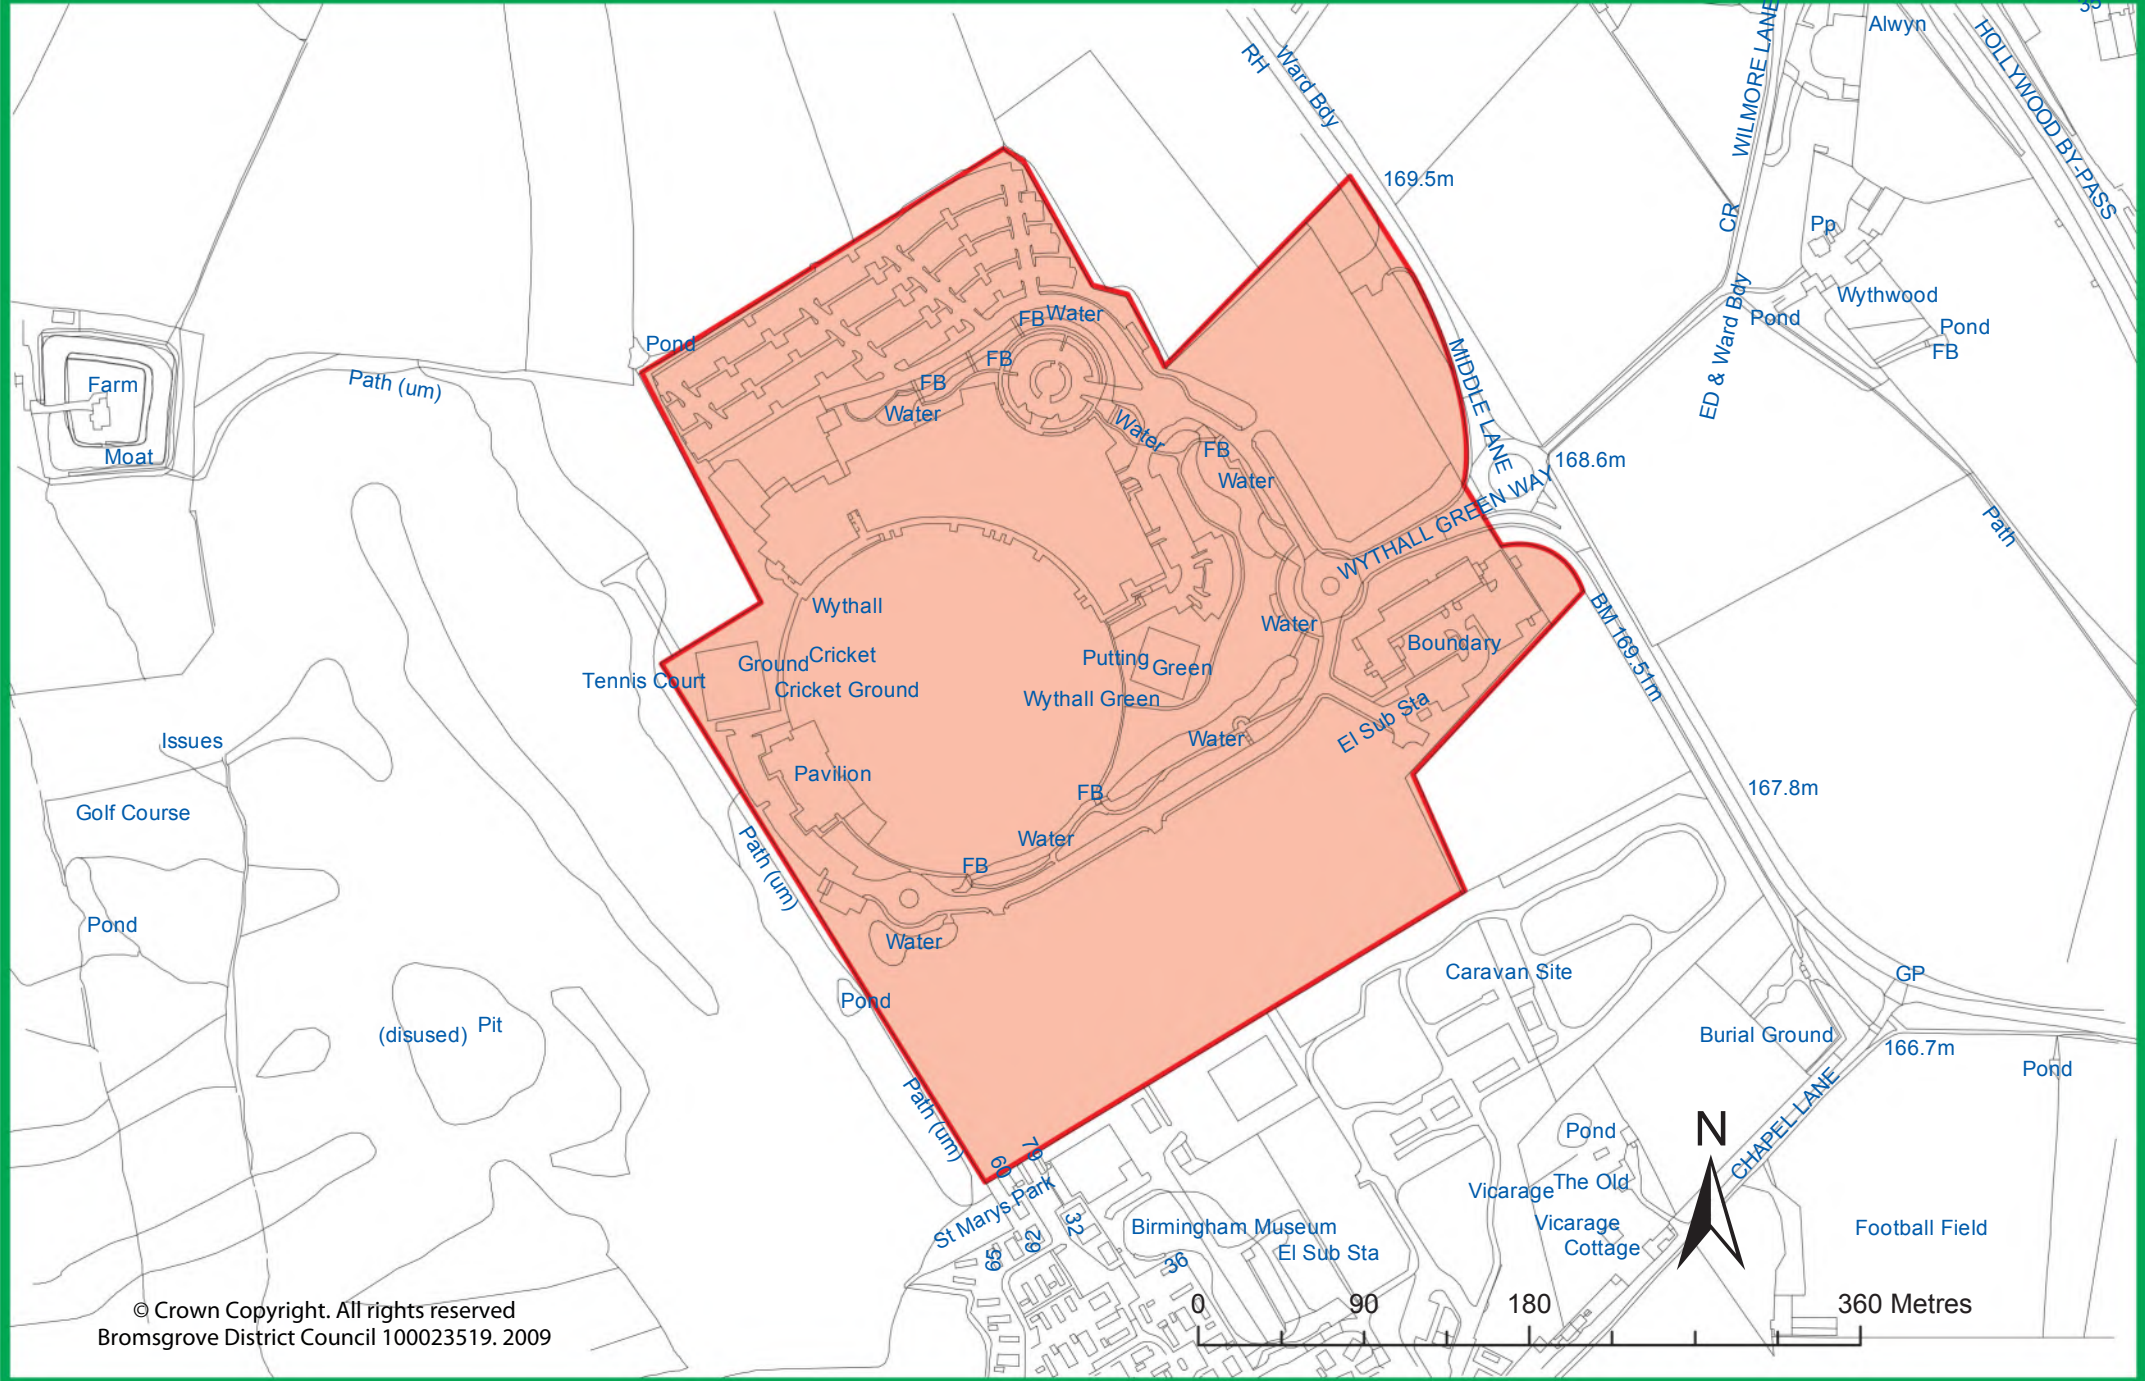 35
Alwyn
HOLLYWOOD BY-PASS
WILMORE LANE
RH
Ward Bdy
169.5m
CR
Pp
Wythwood
Pond
Pond
FB
ED & Ward Bdy
FB
Water
Pond
FB
FB
Water
Water
Farm
Moat
Path (um)
MIDDLE LANE
FB
Water
168.6m
WYTHALL GREEN WAY
Path
Wythall
Water
BM 169.51m
Boundary
Ground
Cricket
Cricket Ground
Putting
Green
Wythall Green
Tennis Court
El Sub Sta
Issues
Water
Pavilion
FB
167.8m
Golf Course
Water
FB
Path (um)
Pond
Water
Caravan Site
GP
Pond
(disused)
Pit
Burial Ground
166.7m
Pond
CHAPEL LANE
Path (um)
Pond
N
79
60
St Marys Park
Vicarage
The Old
Vicarage
Cottage
32
62
65
36
Birmingham Museum
El Sub Sta
Football Field
0
90
180
360 Metres
© Crown Copyright. All rights reserved
Bromsgrove District Council 100023519. 2009